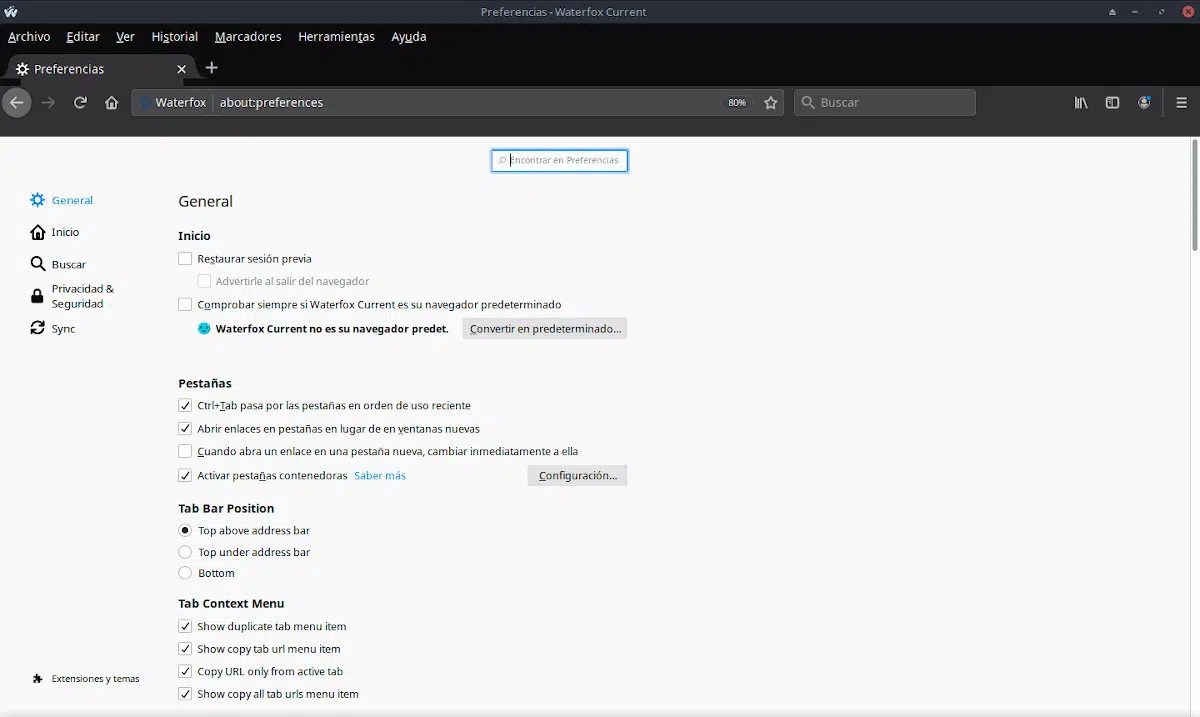 Preferencias - Waterfox Current
Archivo Editar Ver Historial Marcadores Herramientas Ayuda
Preferencias
Waterfox about:preferences 80% Buscar
Encontrar en Preferencias
General
Inicio
Buscar
Privacidad &
Seguridad
Sync
Extensiones y temas
General
Inicio
Restaurar sesión previa
Advertirle al salir del navegador
Comprobar siempre si Waterfox Current es su navegador predeterminado
Waterfox Current no es su navegador predet. Convertir en predeterminado...
Pestañas
Ctrl+Tab pasa por las pestañas en orden de uso reciente
Abrir enlaces en pestañas en lugar de en ventanas nuevas
Cuando abra un enlace en una pestaña nueva, cambiar inmediatamente a ella
Activar pestañas contenedoras Saber más Configuración...
Tab Bar Position
Top above address bar
Top under address bar
Bottom
Tab Context Menu
Show duplicate tab menu item
Show copy tab url menu item
Copy URL only from active tab
Show copy all tab urls menu item